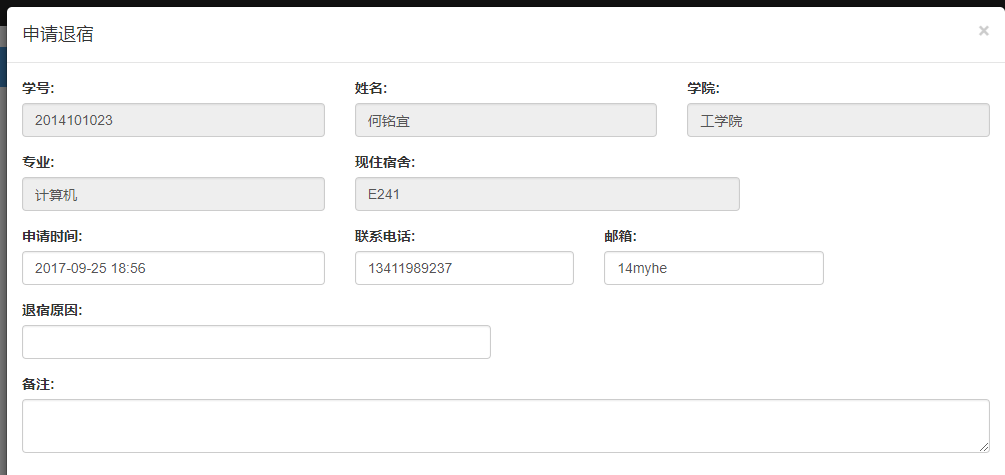 申请退宿
×
学号: 姓名: 学院:
2014101023 何铭宜 工学院
专业: 现住宿舍:
计算机 E241
申请时间: 联系电话: 邮箱:
2017-09-25 18:56 13411989237 14myhe
退宿原因:
备注: